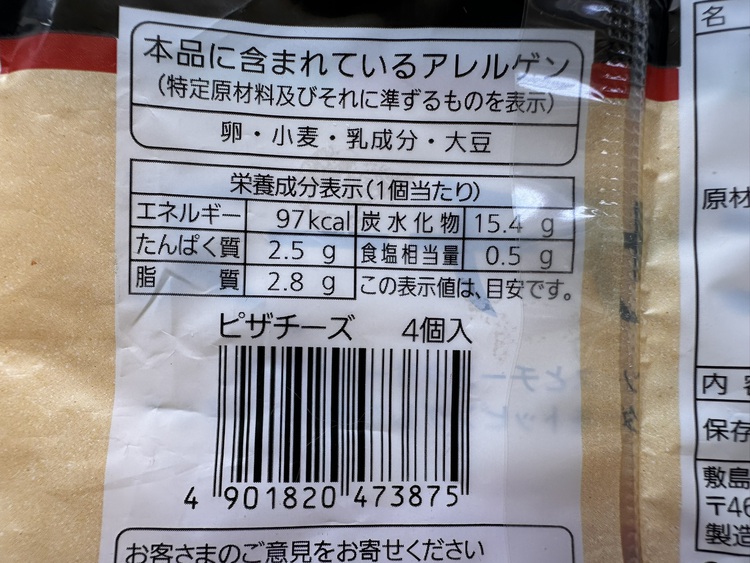 本品に含まれているアレルゲン
(特定原材料及びそれに準ずるものを表示)
卵・小麦・乳成分・大豆
栄養成分表示(1個当たり)
エネルギー 97kcal 炭水化物 15.4 g
たんぱく質 2.5 g 食塩相当量 0.5 g
脂質 2.8 g この表示値は、目安です。
ピザチーズ 4個入
4 901820 473875
お客さまのご意見をお寄せください
名
原材
内
保存
敷島
〒46
製造